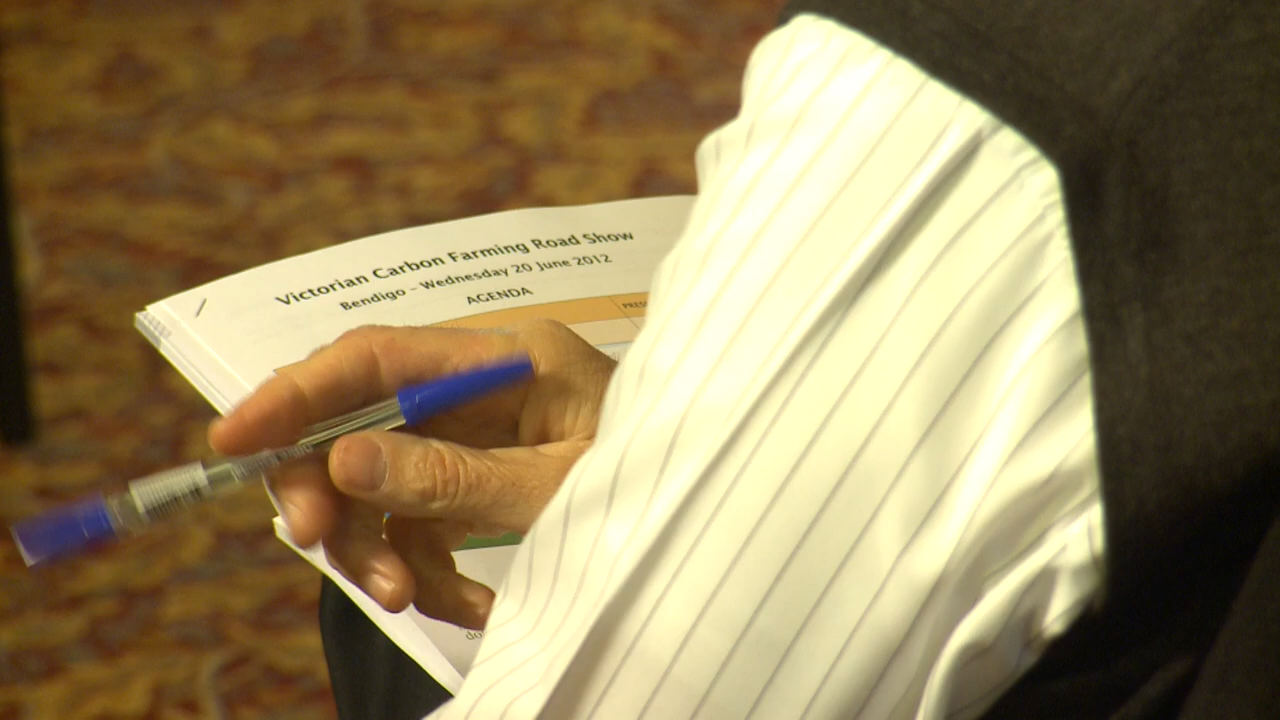 Victorian Carbon Farming Road Show
Bendigo – Wednesday 20 June 2012
AGENDA